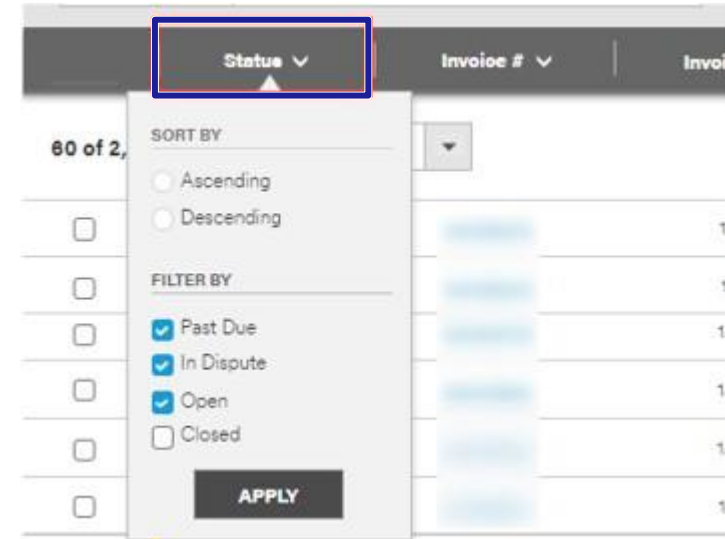 Status Invoice # Invoi
60 of 2,
SORT BY
Ascending
Descending
FILTER BY
Past Due
In Dispute
Open
Closed
APPLY